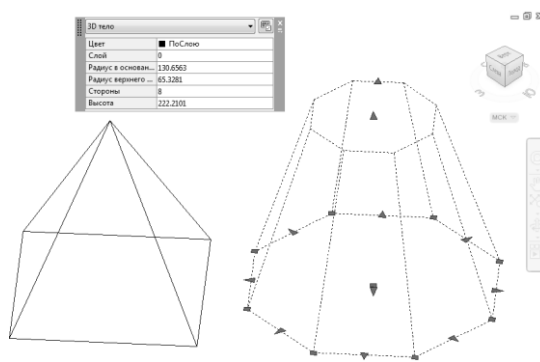 3D тело
Цвет ПоСлою
Слой 0
Радиус в основан... 130.6563
Радиус верхнего ... 65.3281
Стороны 8
Высота 222.2101
МСК